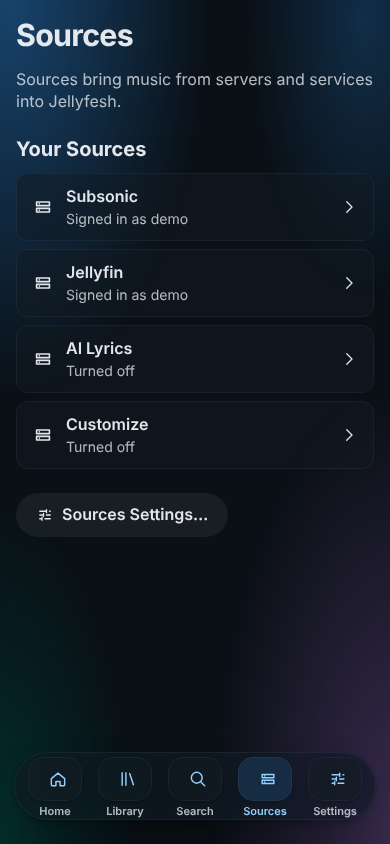 Sources
Sources bring music from servers and services
into Jellyfesh.
Your Sources
Subsonic
Signed in as demo
Jellyfin
Signed in as demo
AI Lyrics
Turned off
Customize
Turned off
Sources Settings...
Home
Library
Search
Sources
Settings